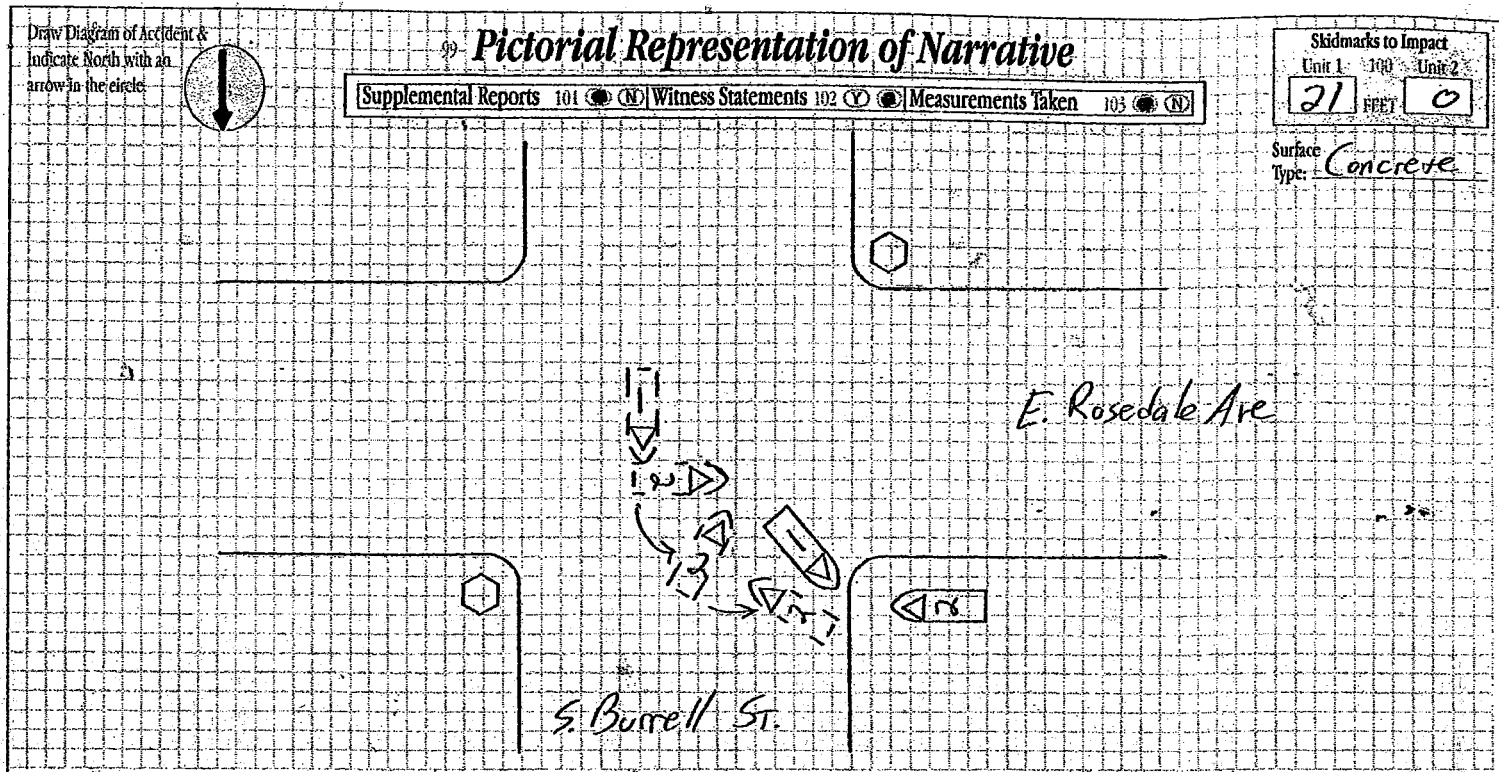 Draw Diagram of Accident &
Indicate North with an
arrow in the circle
99 Pictorial Representation of Narrative
Supplemental Reports 101 N Witness Statements 102 Y Measurements Taken 103 N
Skidmarks to Impact
Unit 1 100 Unit 2
21 FEET 0
Surface
Type: Concrete
1
E. Rosedale Ave
2
1
2
2
2
S. Burrell ST.